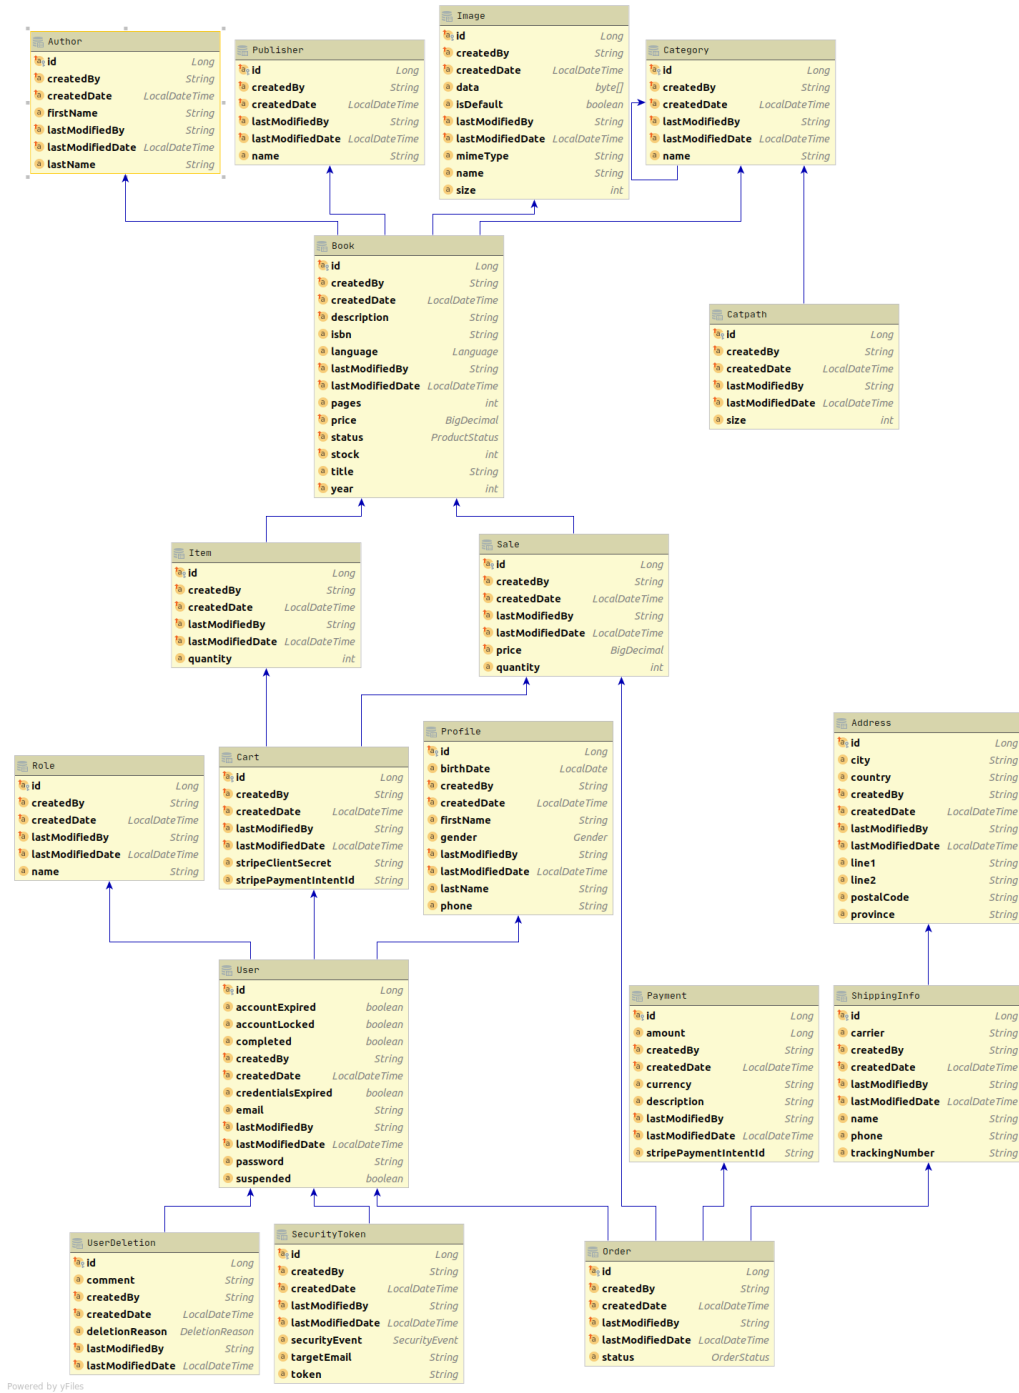 Image
id Long
createdBy String
createdDate LocalDateTime
data byte[]
isDefault boolean
lastModifiedBy String
lastModifiedDate LocalDateTime
mimeType String
name String
size int
Author
id Long
createdBy String
createdDate LocalDateTime
firstName String
lastModifiedBy String
lastModifiedDate LocalDateTime
lastName String
Publisher
id Long
createdBy String
createdDate LocalDateTime
lastModifiedBy String
lastModifiedDate LocalDateTime
name String
Category
id Long
createdBy String
createdDate LocalDateTime
lastModifiedBy String
lastModifiedDate LocalDateTime
name String
Book
id Long
createdBy String
createdDate LocalDateTime
description String
isbn String
language Language
lastModifiedBy String
lastModifiedDate LocalDateTime
pages int
price BigDecimal
status ProductStatus
stock int
title String
year int
Catpath
id Long
createdBy String
createdDate LocalDateTime
lastModifiedBy String
lastModifiedDate LocalDateTime
size int
Item
id Long
createdBy String
createdDate LocalDateTime
lastModifiedBy String
lastModifiedDate LocalDateTime
quantity int
Sale
id Long
createdBy String
createdDate LocalDateTime
lastModifiedBy String
lastModifiedDate LocalDateTime
price BigDecimal
quantity int
Role
id Long
createdBy String
createdDate LocalDateTime
lastModifiedBy String
lastModifiedDate LocalDateTime
name String
Cart
id Long
createdBy String
createdDate LocalDateTime
lastModifiedBy String
lastModifiedDate LocalDateTime
stripeClientSecret String
stripePaymentIntentId String
Profile
id Long
birthDate LocalDate
createdBy String
createdDate LocalDateTime
firstName String
gender Gender
lastModifiedBy String
lastModifiedDate LocalDateTime
lastName String
phone String
Address
id Long
city String
country String
createdBy String
createdDate LocalDateTime
lastModifiedBy String
lastModifiedDate LocalDateTime
line1 String
line2 String
postalCode String
province String
User
id Long
accountExpired boolean
accountLocked boolean
completed boolean
createdBy String
createdDate LocalDateTime
credentialsExpired boolean
email String
lastModifiedBy String
lastModifiedDate LocalDateTime
password String
suspended boolean
Payment
id Long
amount Long
createdBy String
createdDate LocalDateTime
currency String
description String
lastModifiedBy String
lastModifiedDate LocalDateTime
stripePaymentIntentId String
ShippingInfo
id Long
carrier String
createdBy String
createdDate LocalDateTime
lastModifiedBy String
lastModifiedDate LocalDateTime
name String
phone String
trackingNumber String
UserDeletion
id Long
comment String
createdBy String
createdDate LocalDateTime
deletionReason DeletionReason
lastModifiedBy String
lastModifiedDate LocalDateTime
SecurityToken
id Long
createdBy String
createdDate LocalDateTime
lastModifiedBy String
lastModifiedDate LocalDateTime
securityEvent SecurityEvent
targetEmail String
token String
Order
id Long
createdBy String
createdDate LocalDateTime
lastModifiedBy String
lastModifiedDate LocalDateTime
status OrderStatus
Powered by yFiles